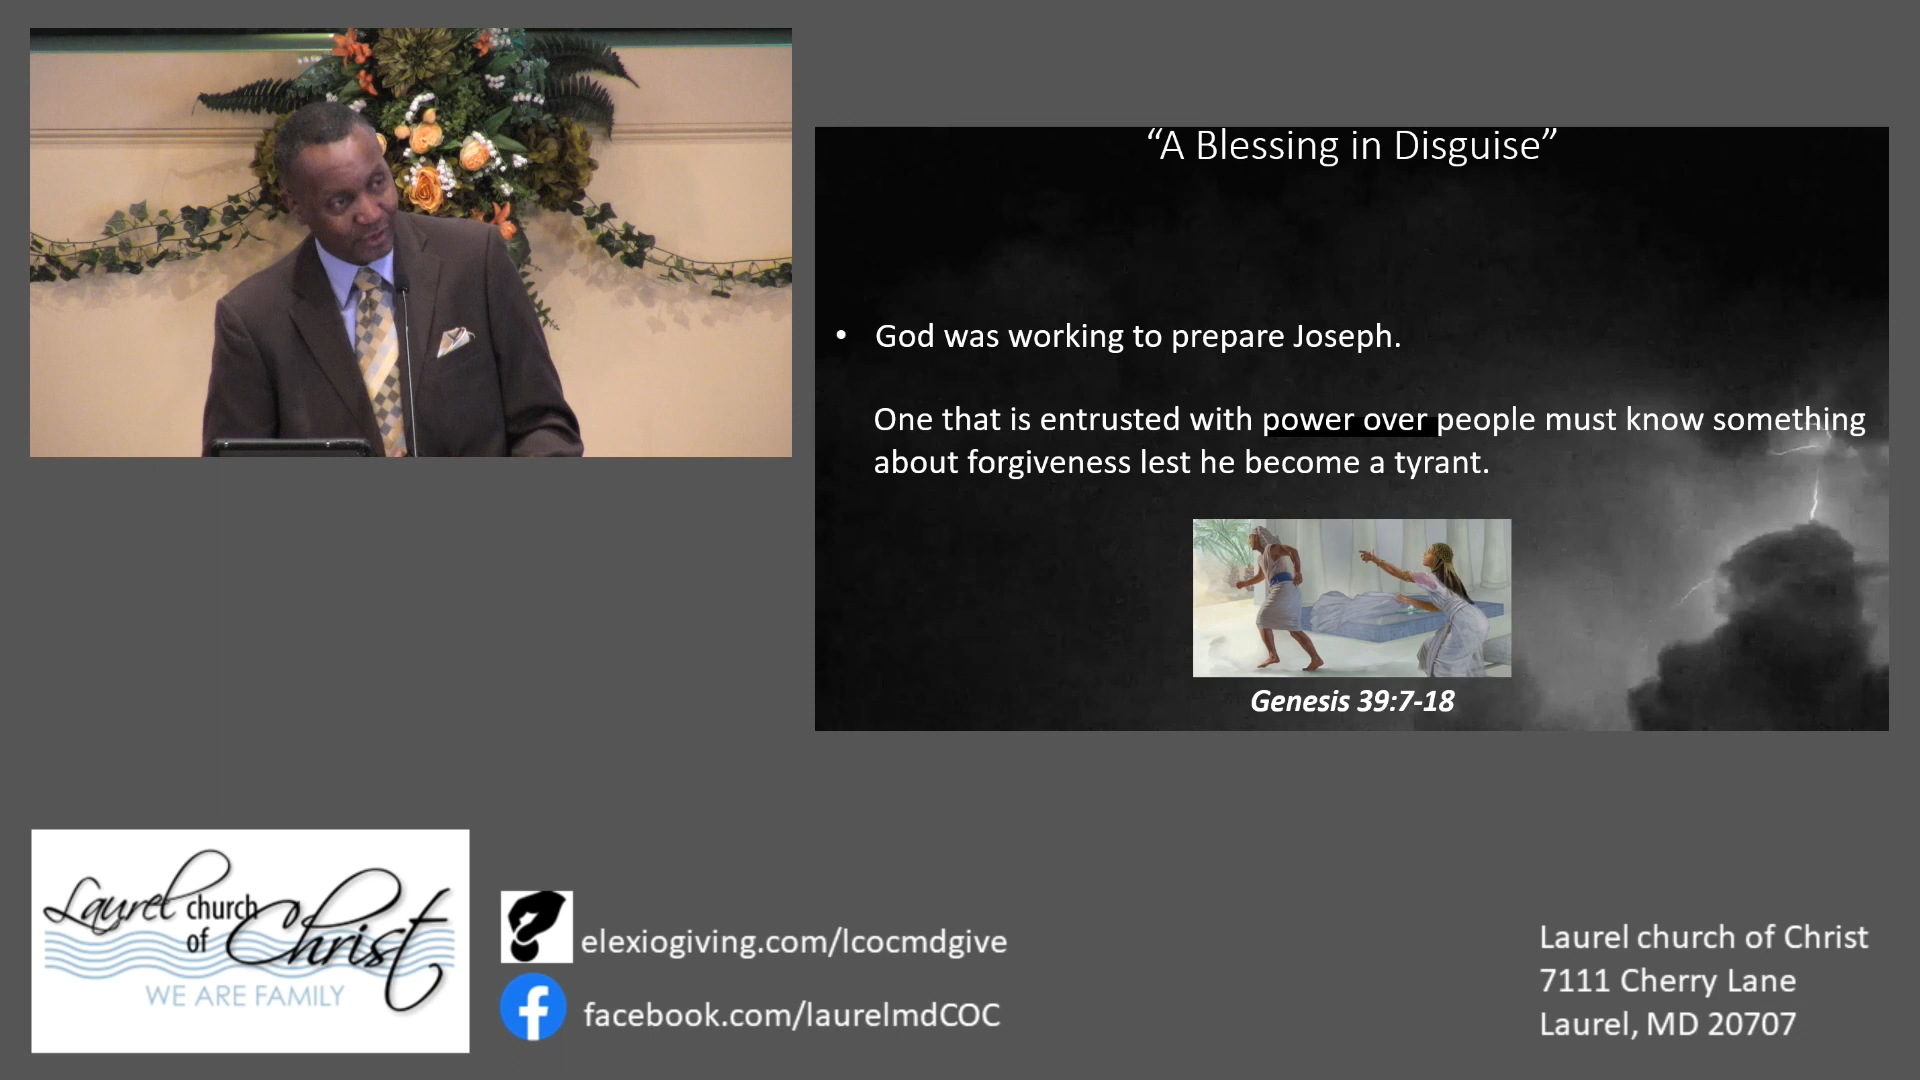 “A Blessing in Disguise”
• God was working to prepare Joseph.
One that is entrusted with power over people must know something
about forgiveness lest he become a tyrant.
Genesis 39:7-18
Laurel church
of Christ
WE ARE FAMILY
elexiogiving.com/lcocmdgive
facebook.com/laurelmdCOC
Laurel church of Christ
7111 Cherry Lane
Laurel, MD 20707